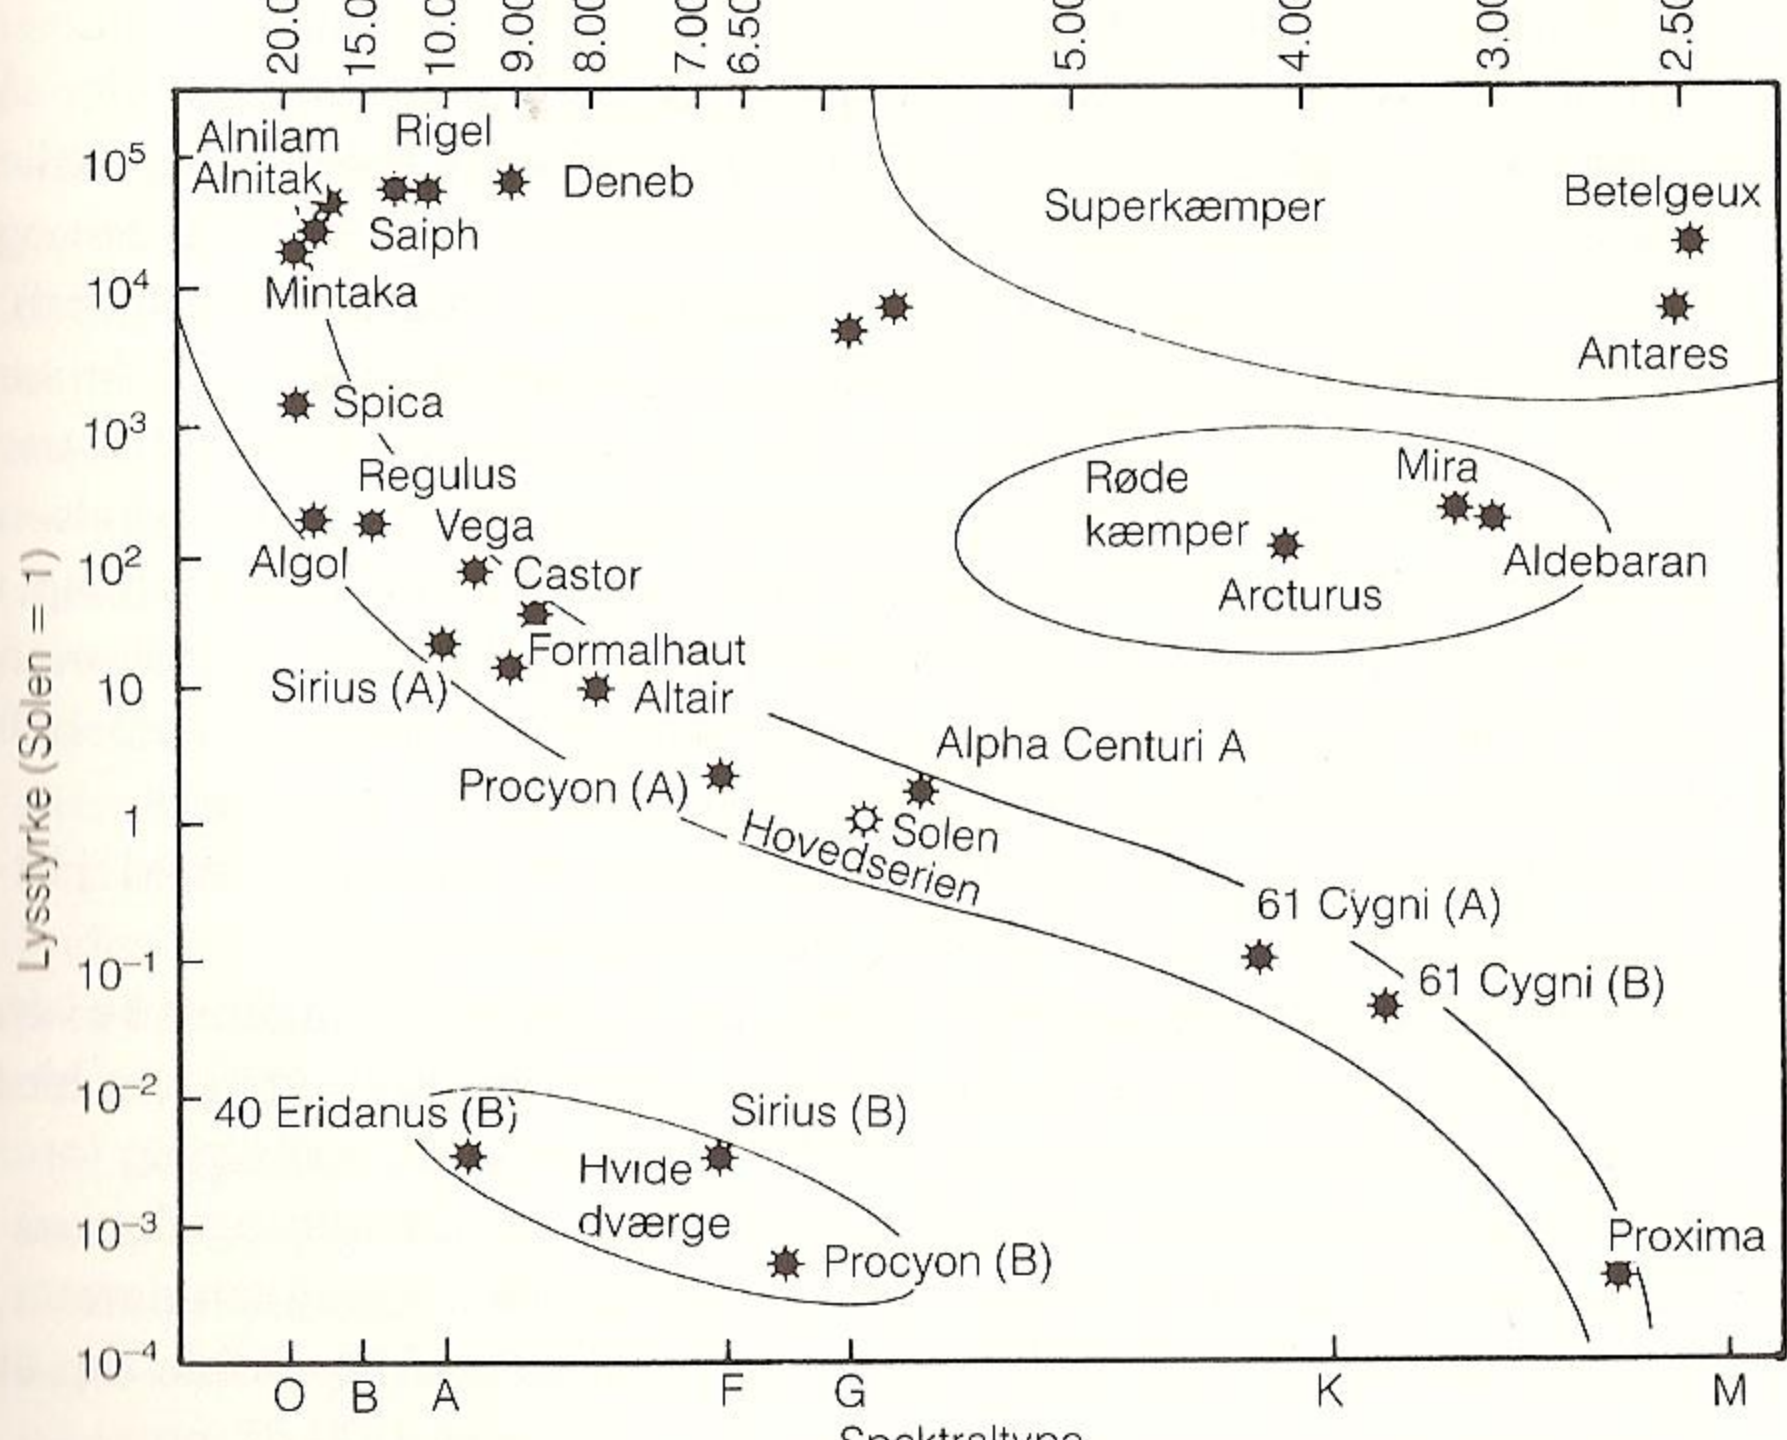 20.0
15.0
10.0
9.00
8.00
7.00
6.50
5.00
4.00
3.00
2.50
Alnilam
Rigel
10⁵
Alnitak
Deneb
Superkæmper
Betelgeux
Saiph
10⁴
Mintaka
Antares
Spica
10³
Regulus
Røde
kæmper
Mira
Vega
Algol
10²
Castor
Arcturus
Aldebaran
Formalhaut
Sirius (A)
10
Altair
Alpha Centuri A
Procyon (A)
1
Solen
Hovedserien
61 Cygni (A)
10⁻¹
61 Cygni (B)
Lysstyrke (Solen = 1)
10⁻²
40 Eridanus (B)
Sirius (B)
Hvide
dværge
10⁻³
Procyon (B)
Proxima
10⁻⁴
O B A F G K M
Spektraltype